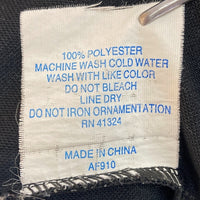 100% POLYESTER
MACHINE WASH COLD WATER
WASH WITH LIKE COLOR
DO NOT BLEACH
LINE DRY
DO NOT IRON ORNAMENTATION
RN 41324
MADE IN CHINA
AF910